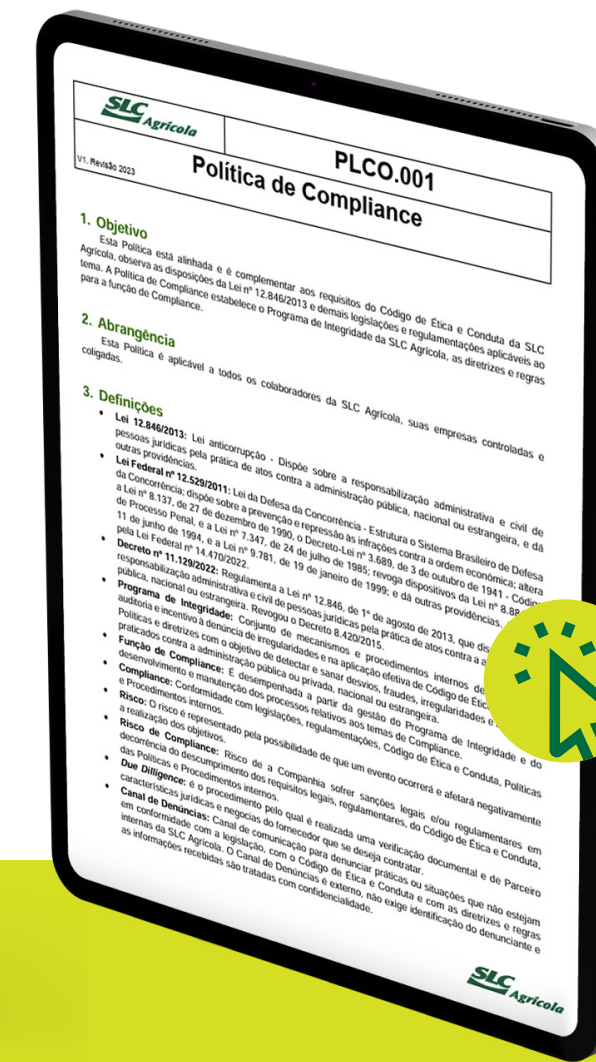 SLC
Agrícola
PLCO.001
V1. Revisão 2023
Política de Compliance
1. Objetivo
Esta Política está alinhada e é complementar aos requisitos do Código de Ética e Conduta da SLC
Agrícola, observa as disposições da Lei nº 12.846/2013 e demais legislações e regulamentações aplicáveis ao
tema. A Política de Compliance estabelece o Programa de Integridade da SLC Agrícola, as diretrizes e regras
para a função de Compliance.
2. Abrangência
Esta Política é aplicável a todos os colaboradores da SLC Agrícola, suas empresas controladas e
coligadas.
3. Definições
• Lei 12.846/2013: Lei anticorrupção - Dispõe sobre a responsabilização administrativa e civil de
pessoas jurídicas pela prática de atos contra a administração pública, nacional ou estrangeira, e dá
outras providências.
• Lei Federal nº 12.529/2011: Lei da Defesa da Concorrência - Estrutura o Sistema Brasileiro de Defesa
da Concorrência; dispõe sobre a prevenção e repressão às infrações contra a ordem econômica; altera
a Lei nº 8.137, de 27 de dezembro de 1990, o Decreto-Lei nº 3.689, de 3 de outubro de 1941 - Código
de Processo Penal, e a Lei nº 7.347, de 24 de julho de 1985; revoga dispositivos da Lei nº 8.88
11 de junho de 1994, e a Lei nº 9.781, de 19 de janeiro de 1999; e dá outras providências.
pela Lei Federal nº 14.470/2022.
• Decreto nº 11.129/2022: Regulamenta a Lei nº 12.846, de 1º de agosto de 2013, que dis
responsabilização administrativa e civil de pessoas jurídicas pela prática de atos contra a a
pública, nacional ou estrangeira. Revogou o Decreto 8.420/2015.
• Programa de Integridade: Conjunto de mecanismos e procedimentos internos de
auditoria e incentivo à denúncia de irregularidades e na aplicação efetiva de Código de Étic
Políticas e diretrizes com o objetivo de detectar e sanar desvios, fraudes, irregularidades e
praticados contra a administração pública ou privada, nacional ou estrangeira.
• Função de Compliance: É desempenhada a partir da gestão do Programa de Integridade e do
desenvolvimento e manutenção dos processos relativos aos temas de Compliance.
• Compliance: Conformidade com legislações, regulamentações, Código de Ética e Conduta, Políticas
e Procedimentos internos.
• Risco: O risco é representado pela possibilidade de que um evento ocorrerá e afetará negativamente
a realização dos objetivos.
• Risco de Compliance: Risco de a Companhia sofrer sanções legais e/ou regulamentares em
decorrência do descumprimento dos requisitos legais, regulamentares, do Código de Ética e Conduta,
das Políticas e Procedimentos internos.
• Due Dilligence: é o procedimento pelo qual é realizada uma verificação documental e de Parceiro
características jurídicas e negocias do fornecedor que se deseja contratar.
• Canal de Denúncias: Canal de comunicação para denunciar práticas ou situações que não estejam
em conformidade com a legislação, com o Código de Ética e Conduta e com as diretrizes e regras
internas da SLC Agrícola. O Canal de Denúncias é externo, não exige identificação do denunciante e
as informações recebidas são tratadas com confidencialidade.
SLC
Agrícola